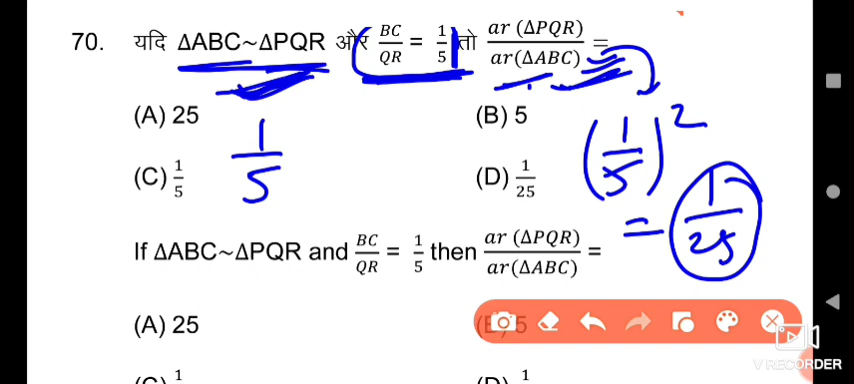 70. यदि ΔABC~ΔPQR और BC/QR = 1/5 तो ar (ΔPQR)/ar(ΔABC) =
(A) 25 (B) 5
(C) 1/5 (D) 1/25
1/5 (1/5)²
= 1/25
If ΔABC~ΔPQR and BC/QR = 1/5 then ar (ΔPQR)/ar(ΔABC) =
(A) 25 (B) 5
(C) 1 (D) 1
V RECORDER